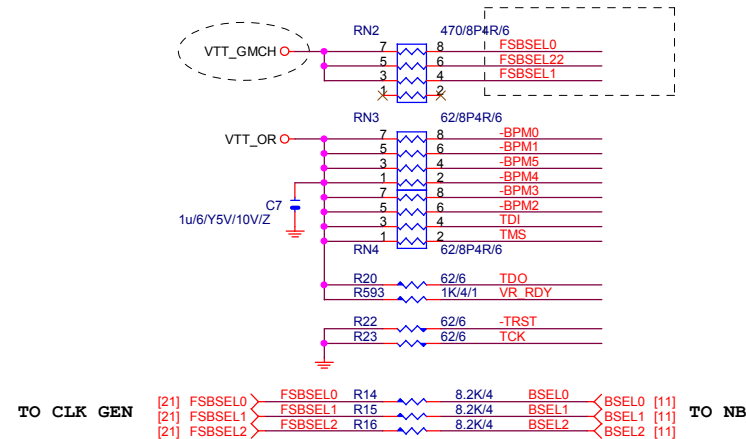 RN2 470/8P4R/6
VTT_GMCH 7 8 FSBSEL0
5 6 FSBSEL22
3 4 FSBSEL1
1 2
RN3 62/8P4R/6
VTT_OR 7 8 -BPM0
5 6 -BPM1
3 4 -BPM5
1 2 -BPM4
C7 7 8 -BPM3
1u/6/Y5V/10V/Z 5 6 -BPM2
3 4 TDI
1 2 TMS
RN4 62/8P4R/6
R20 62/6 TDO
R593 1K/4/1 VR_RDY
R22 62/6 -TRST
R23 62/6 TCK
TO CLK GEN [21] FSBSEL0 FSBSEL0 R14 8.2K/4 BSEL0 BSEL0 [11] TO NB
[21] FSBSEL1 FSBSEL1 R15 8.2K/4 BSEL1 BSEL1 [11]
[21] FSBSEL2 FSBSEL2 R16 8.2K/4 BSEL2 BSEL2 [11]